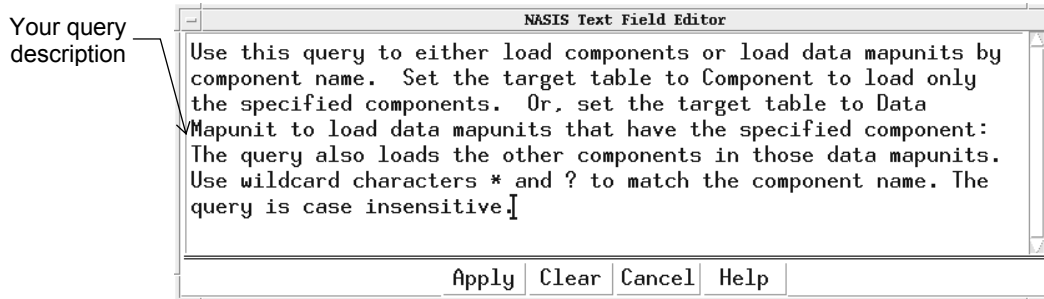 Your query
description
NASIS Text Field Editor
Use this query to either load components or load data mapunits by
component name.  Set the target table to Component to load only
the specified components.  Or, set the target table to Data
Mapunit to load data mapunits that have the specified component:
The query also loads the other components in those data mapunits.
Use wildcard characters * and ? to match the component name. The
query is case insensitive.
Apply Clear Cancel Help